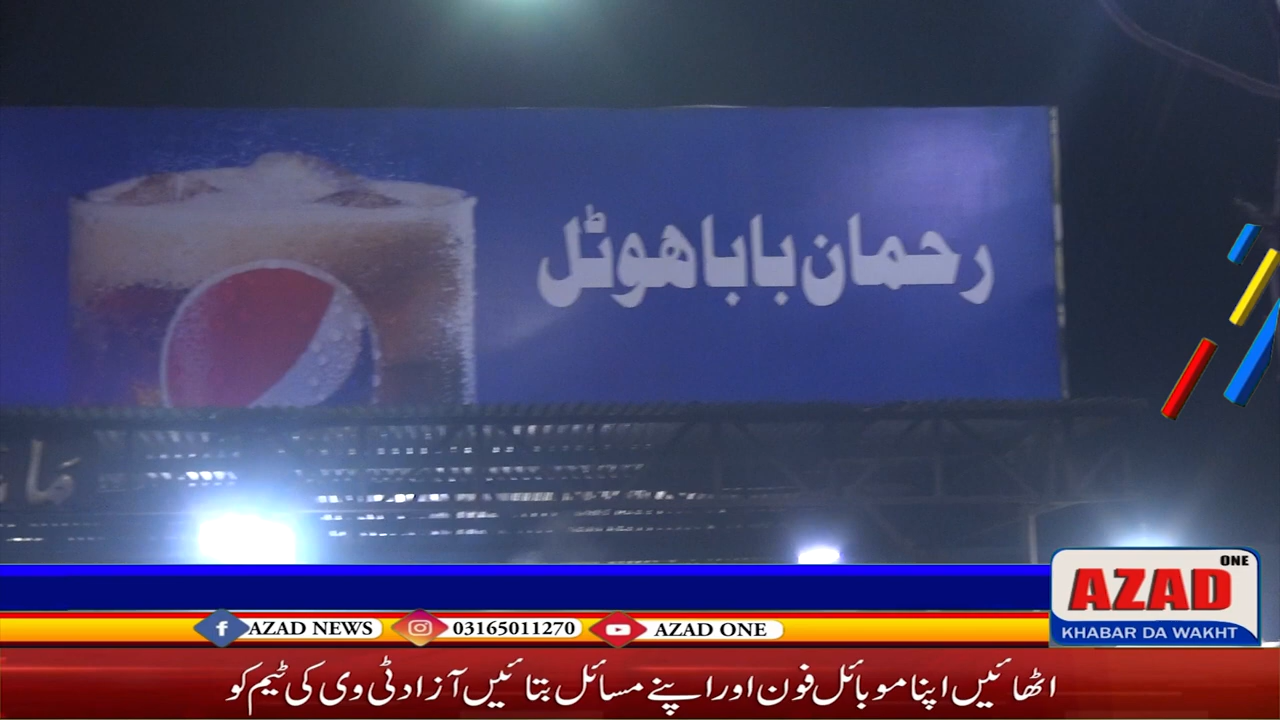 رحمان بابا ھوٹل
ONE
AZAD
KHABAR DA WAKHT
AZAD NEWS
03165011270
AZAD ONE
اٹھائیں اپنا موبائل فون اور اپنے مسائل بتائیں آزاد ٹی وی کی ٹیم کو